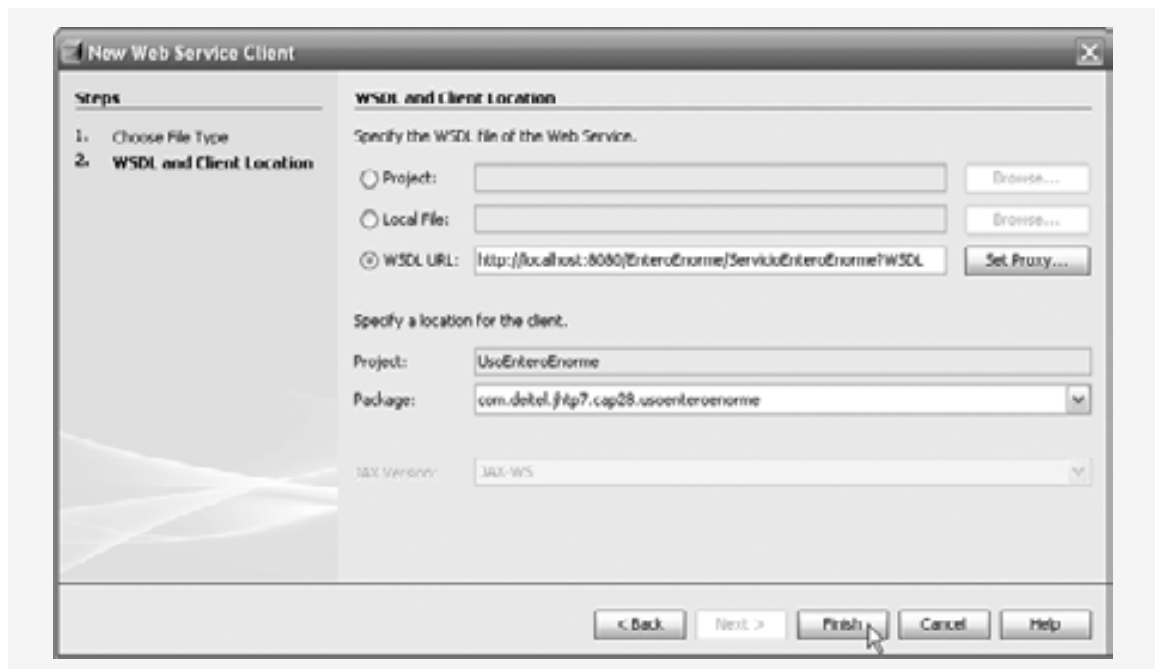 New Web Service Client
Steps
1. Choose File Type
2. WSDL and Client Location
WSDL and Client Location
Specify the WSDL file of the Web Service.
Project:
Browse...
Local File:
Browse...
WSDL URL: http://localhost:8080/EnteroEnorme/ServicioEnteroEnorme?WSDL
Set Proxy...
Specify a location for the client.
Project: UsoEnteroEnorme
Package: com.deitel.jhtp7.cap28.usoenteroenorme
JAX Version: JAX-WS
< Back
Next >
Finish
Cancel
Help